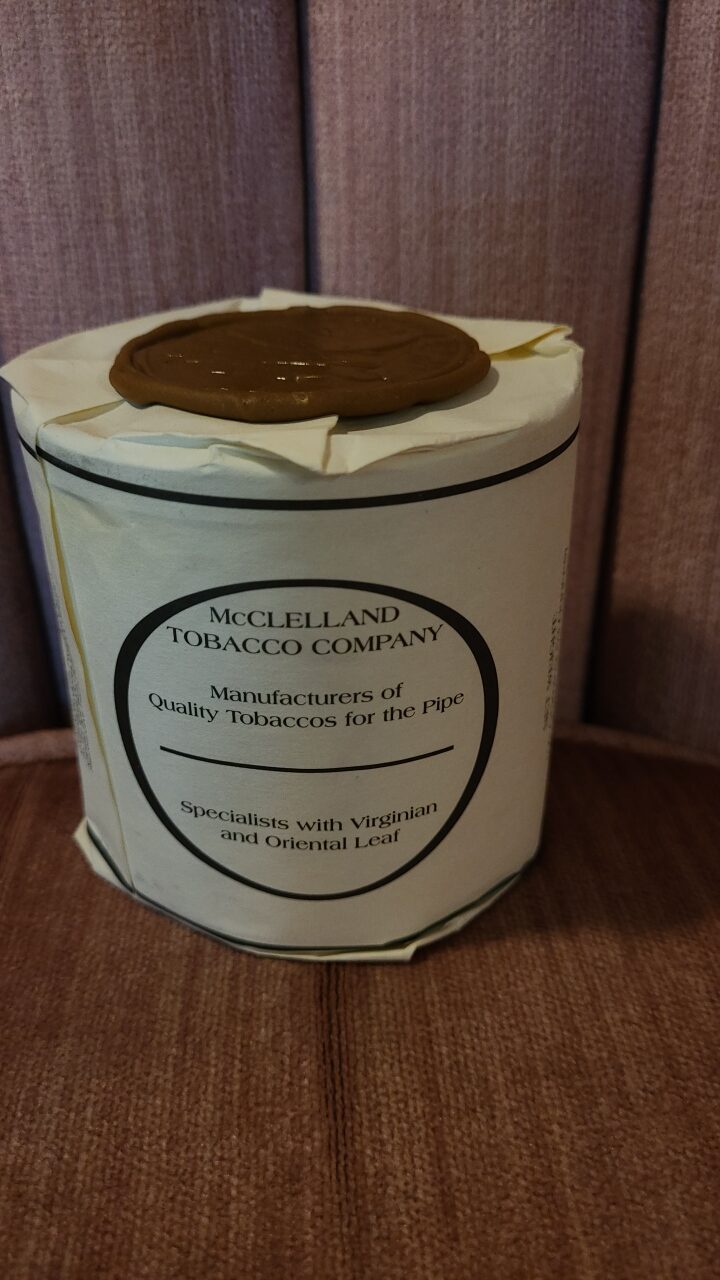 McCLELLAND
TOBACCO COMPANY
Manufacturers of
Quality Tobaccos for the Pipe
Specialists with Virginian
and Oriental Leaf